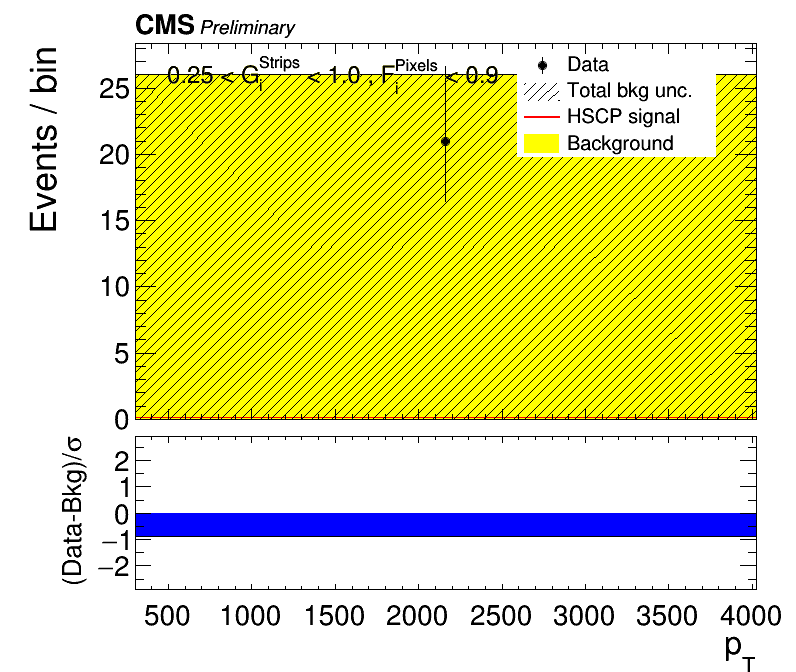 CMS Preliminary
0.25 < G_i^Strips < 1.0 , F_i^Pixels < 0.9
Data
Total bkg unc.
HSCP signal
Background
Events / bin
25
20
15
10
5
0
(Data-Bkg)/σ
2
1
0
−1
−2
500 1000 1500 2000 2500 3000 3500 4000
p_T